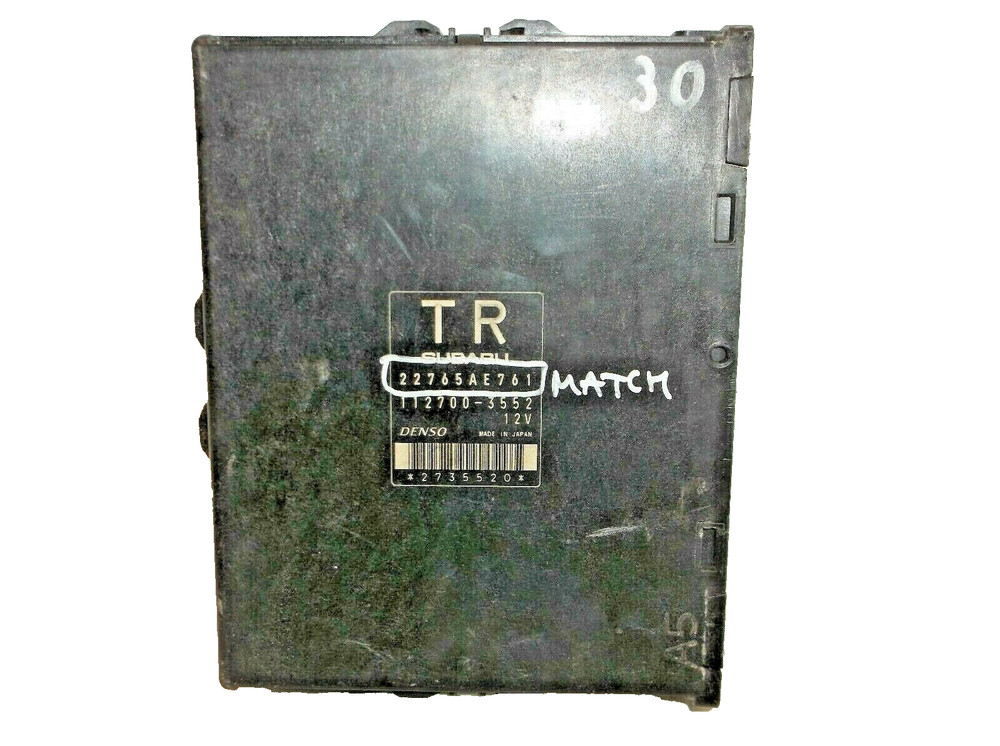 30
TR
SUBARU
22765AE761
MATCH
112700-3552
12V
DENSO MADE IN JAPAN
*2735520*
A5